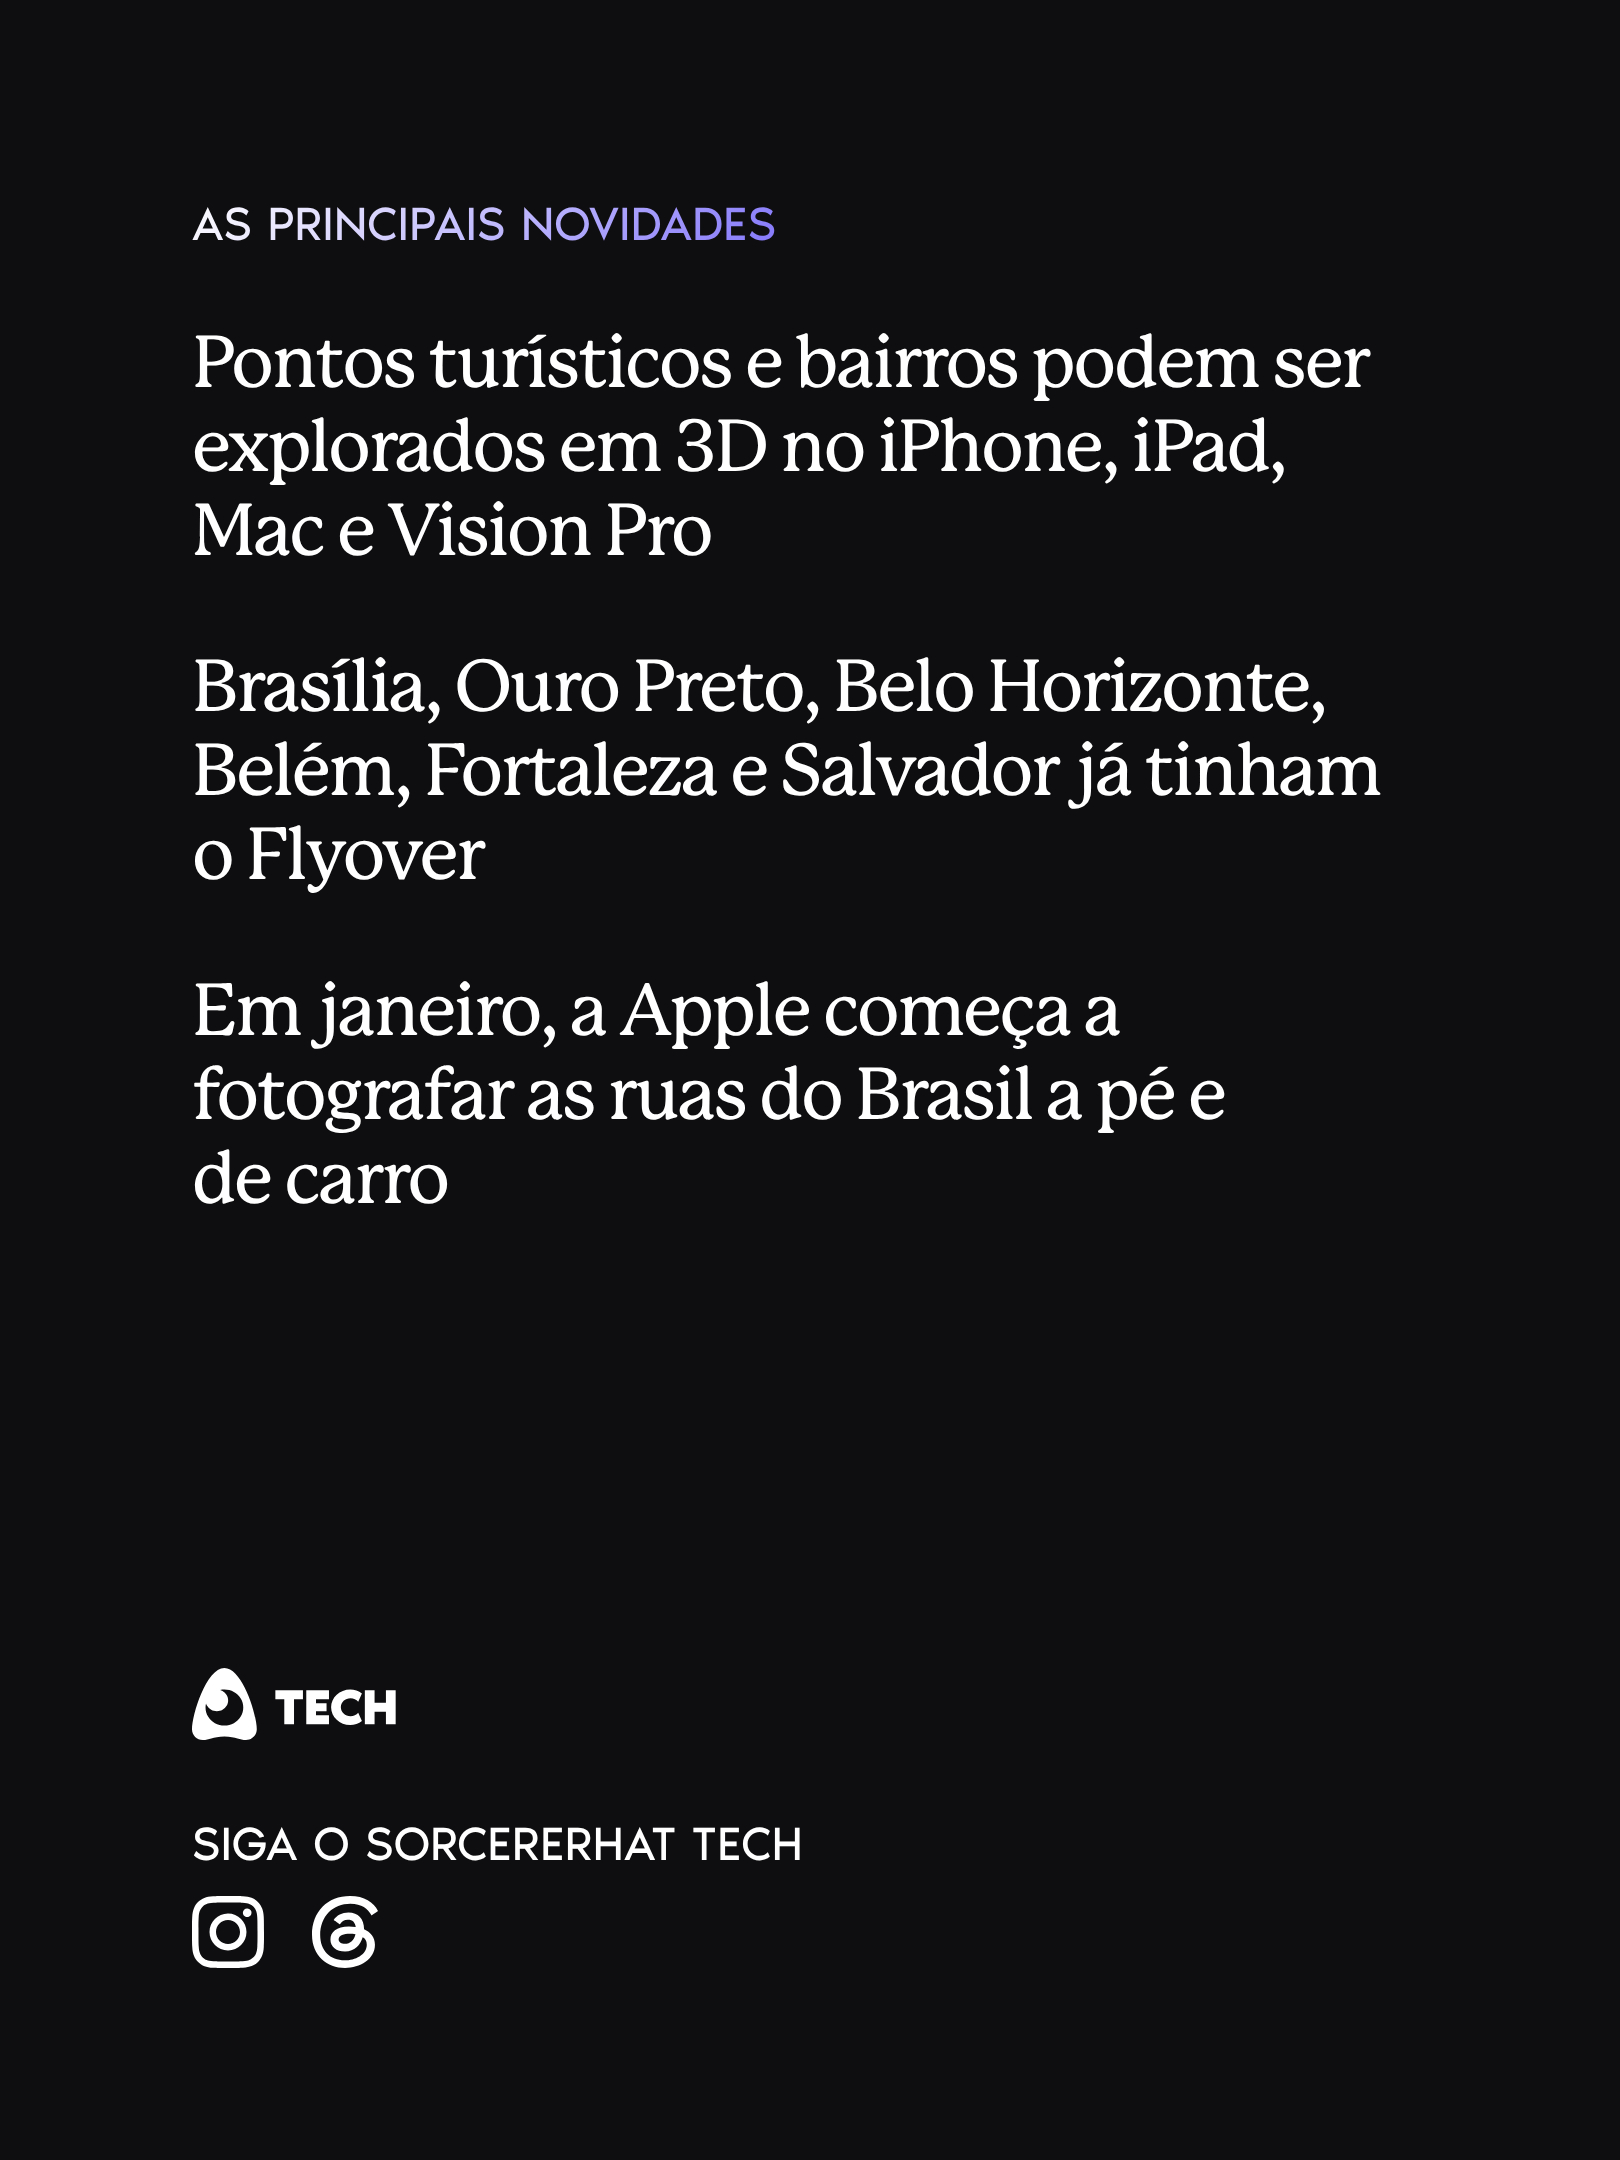 AS PRINCIPAIS NOVIDADES
Pontos turísticos e bairros podem ser
explorados em 3D no iPhone, iPad,
Mac e Vision Pro
Brasília, Ouro Preto, Belo Horizonte,
Belém, Fortaleza e Salvador já tinham
o Flyover
Em janeiro, a Apple começa a
fotografar as ruas do Brasil a pé e
de carro
TECH
SIGA O SORCERERHAT TECH